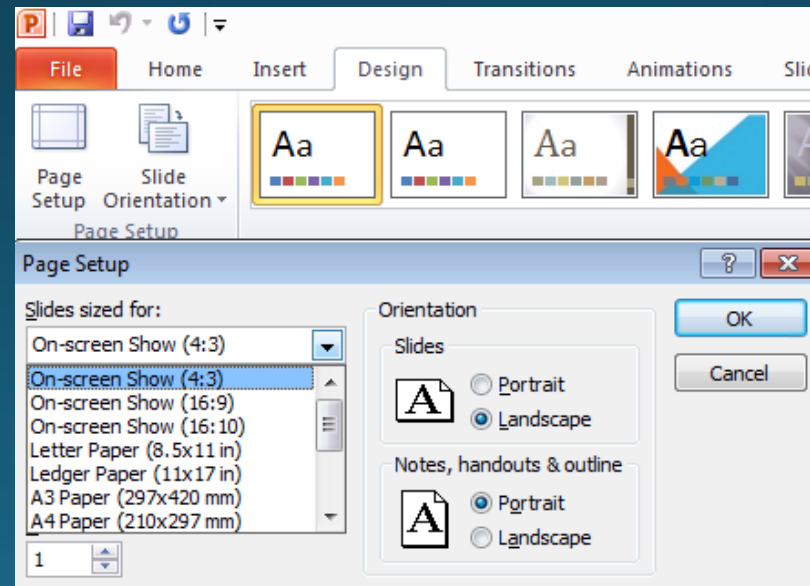 File Home Insert Design Transitions Animations
Aa Aa Aa Aa
Page Setup
Slide Orientation
Page Setup
Page Setup
Slides sized for:
On-screen Show (4:3)
On-screen Show (4:3)
On-screen Show (16:9)
On-screen Show (16:10)
Letter Paper (8.5x11 in)
Ledger Paper (11x17 in)
A3 Paper (297x420 mm)
A4 Paper (210x297 mm)
1
Orientation
Slides
A
Portrait
Landscape
Notes, handouts & outline
A
Portrait
Landscape
OK
Cancel